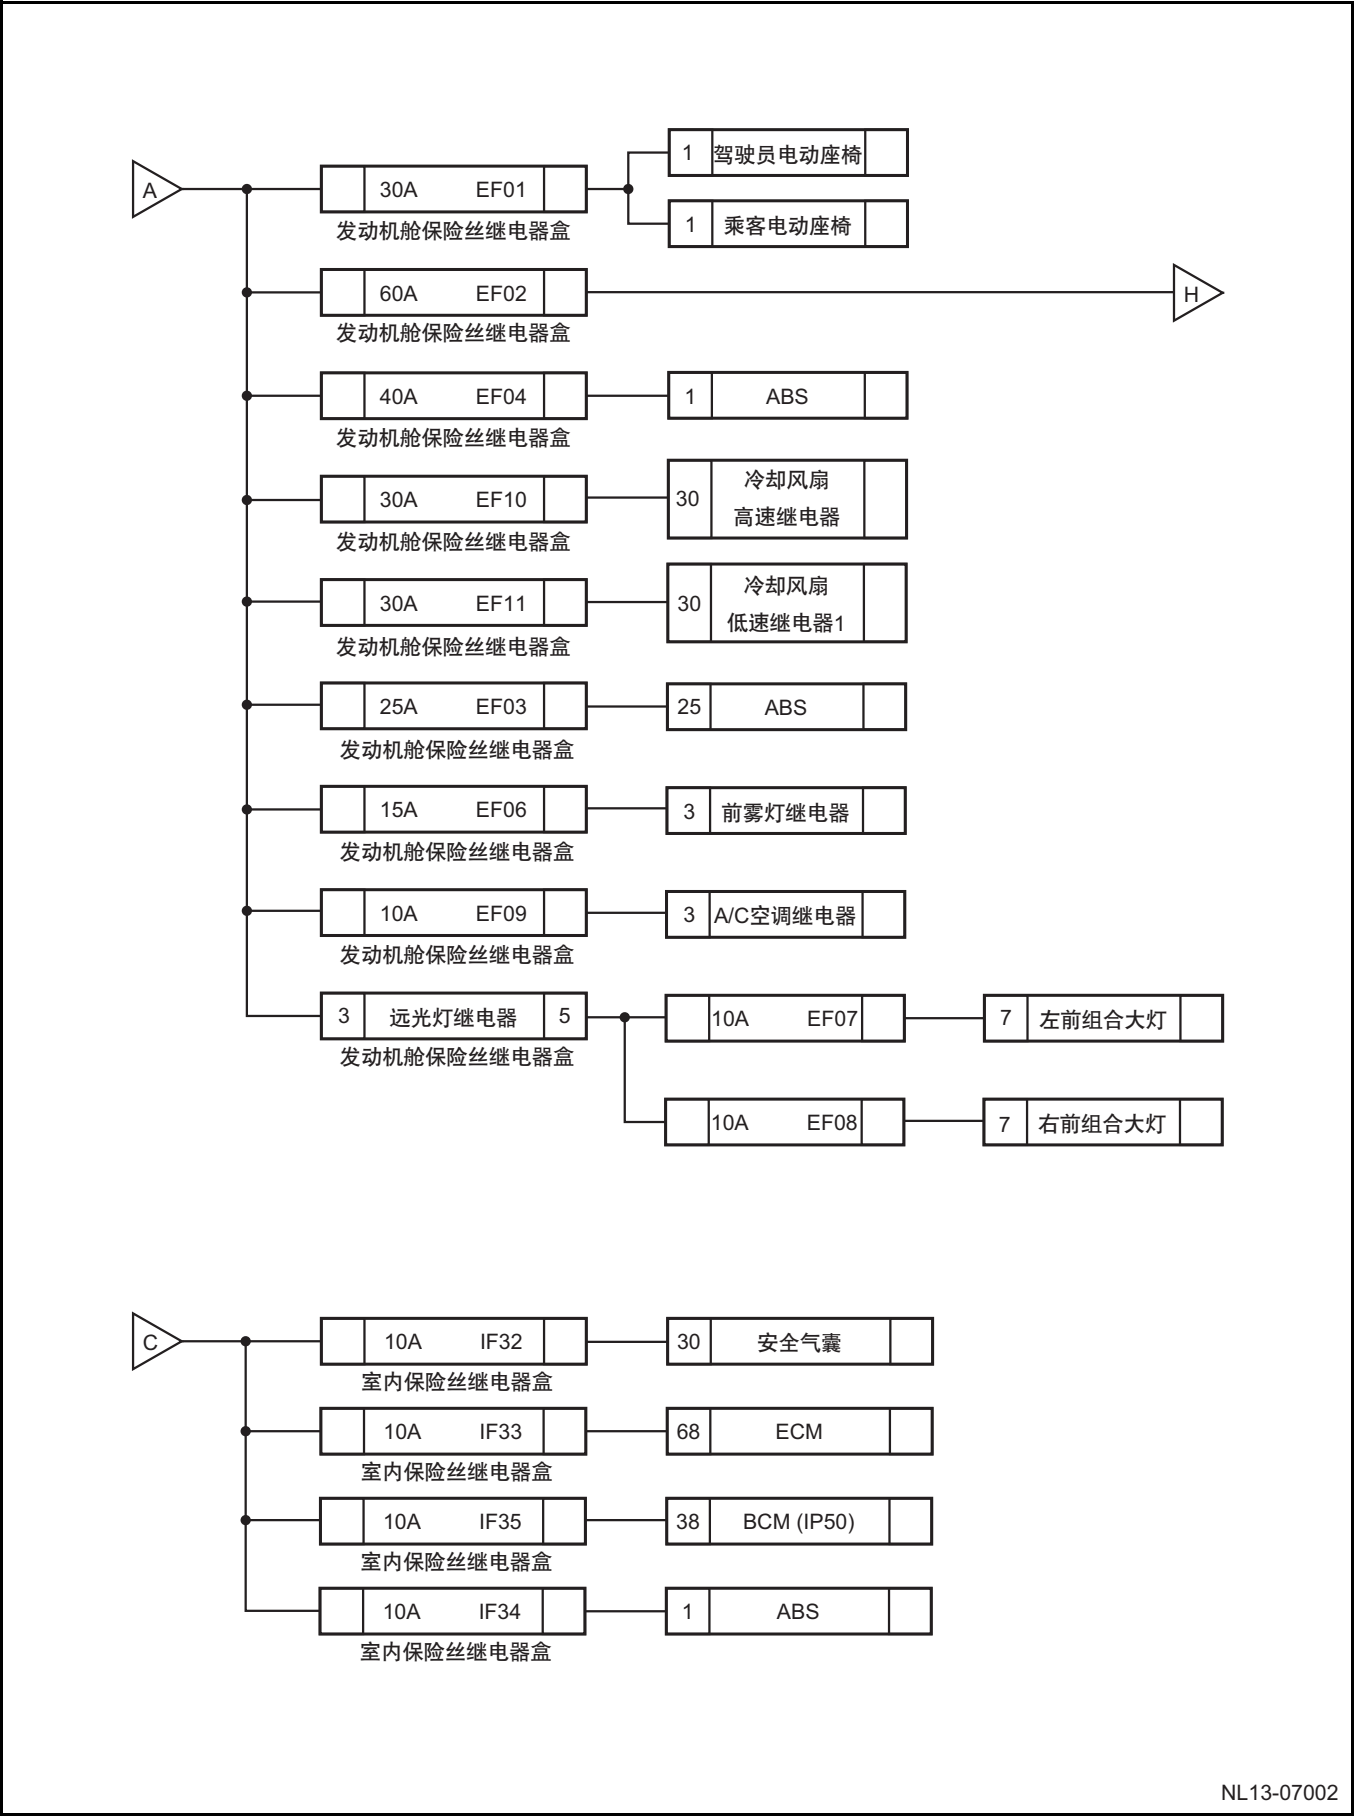 1 驾驶员电动座椅
A 30A EF01
发动机舱保险丝继电器盒
1 乘客电动座椅
60A EF02 H
发动机舱保险丝继电器盒
40A EF04 1 ABS
发动机舱保险丝继电器盒
30A EF10 30 冷却风扇
高速继电器
发动机舱保险丝继电器盒
30A EF11 30 冷却风扇
低速继电器1
发动机舱保险丝继电器盒
25A EF03 25 ABS
发动机舱保险丝继电器盒
15A EF06 3 前雾灯继电器
发动机舱保险丝继电器盒
10A EF09 3 A/C空调继电器
发动机舱保险丝继电器盒
3 远光灯继电器 5 10A EF07 7 左前组合大灯
发动机舱保险丝继电器盒
10A EF08 7 右前组合大灯
C 10A IF32 30 安全气囊
室内保险丝继电器盒
10A IF33 68 ECM
室内保险丝继电器盒
10A IF35 38 BCM (IP50)
室内保险丝继电器盒
10A IF34 1 ABS
室内保险丝继电器盒
NL13-07002